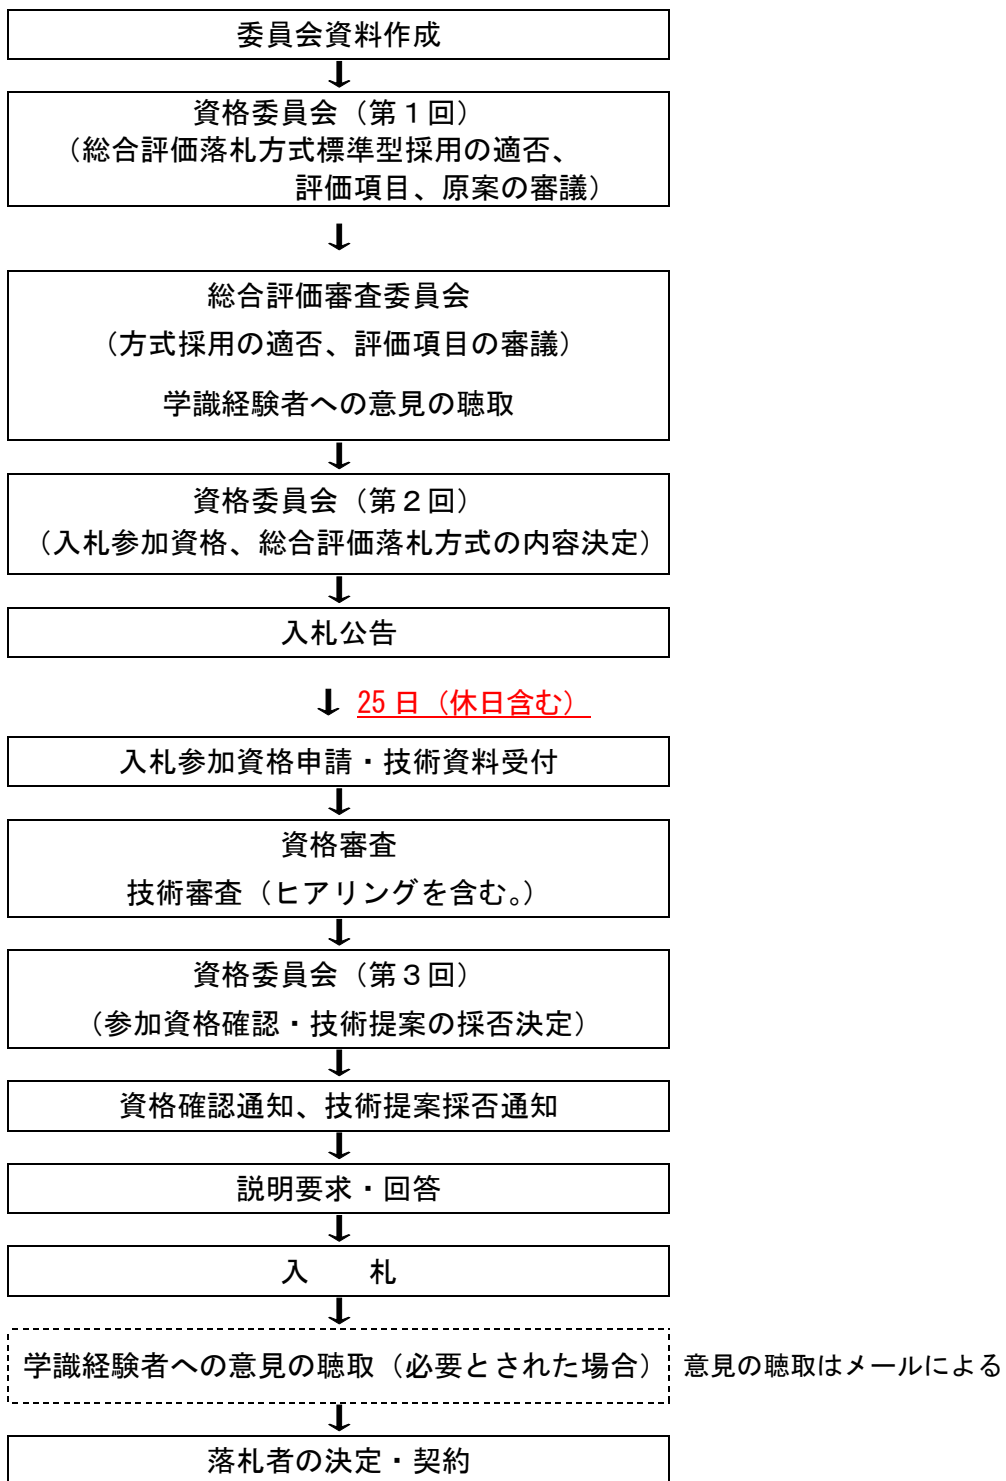 委員会資料作成
資格委員会（第１回）
（総合評価落札方式標準型採用の適否、
評価項目、原案の審議）
総合評価審査委員会
（方式採用の適否、評価項目の審議）
学識経験者への意見の聴取
資格委員会（第２回）
（入札参加資格、総合評価落札方式の内容決定）
入札公告
25日（休日含む）
入札参加資格申請・技術資料受付
資格審査
技術審査（ヒアリングを含む。）
資格委員会（第３回）
（参加資格確認・技術提案の採否決定）
資格確認通知、技術提案採否通知
説明要求・回答
入　　札
学識経験者への意見の聴取（必要とされた場合） 意見の聴取はメールによる
落札者の決定・契約